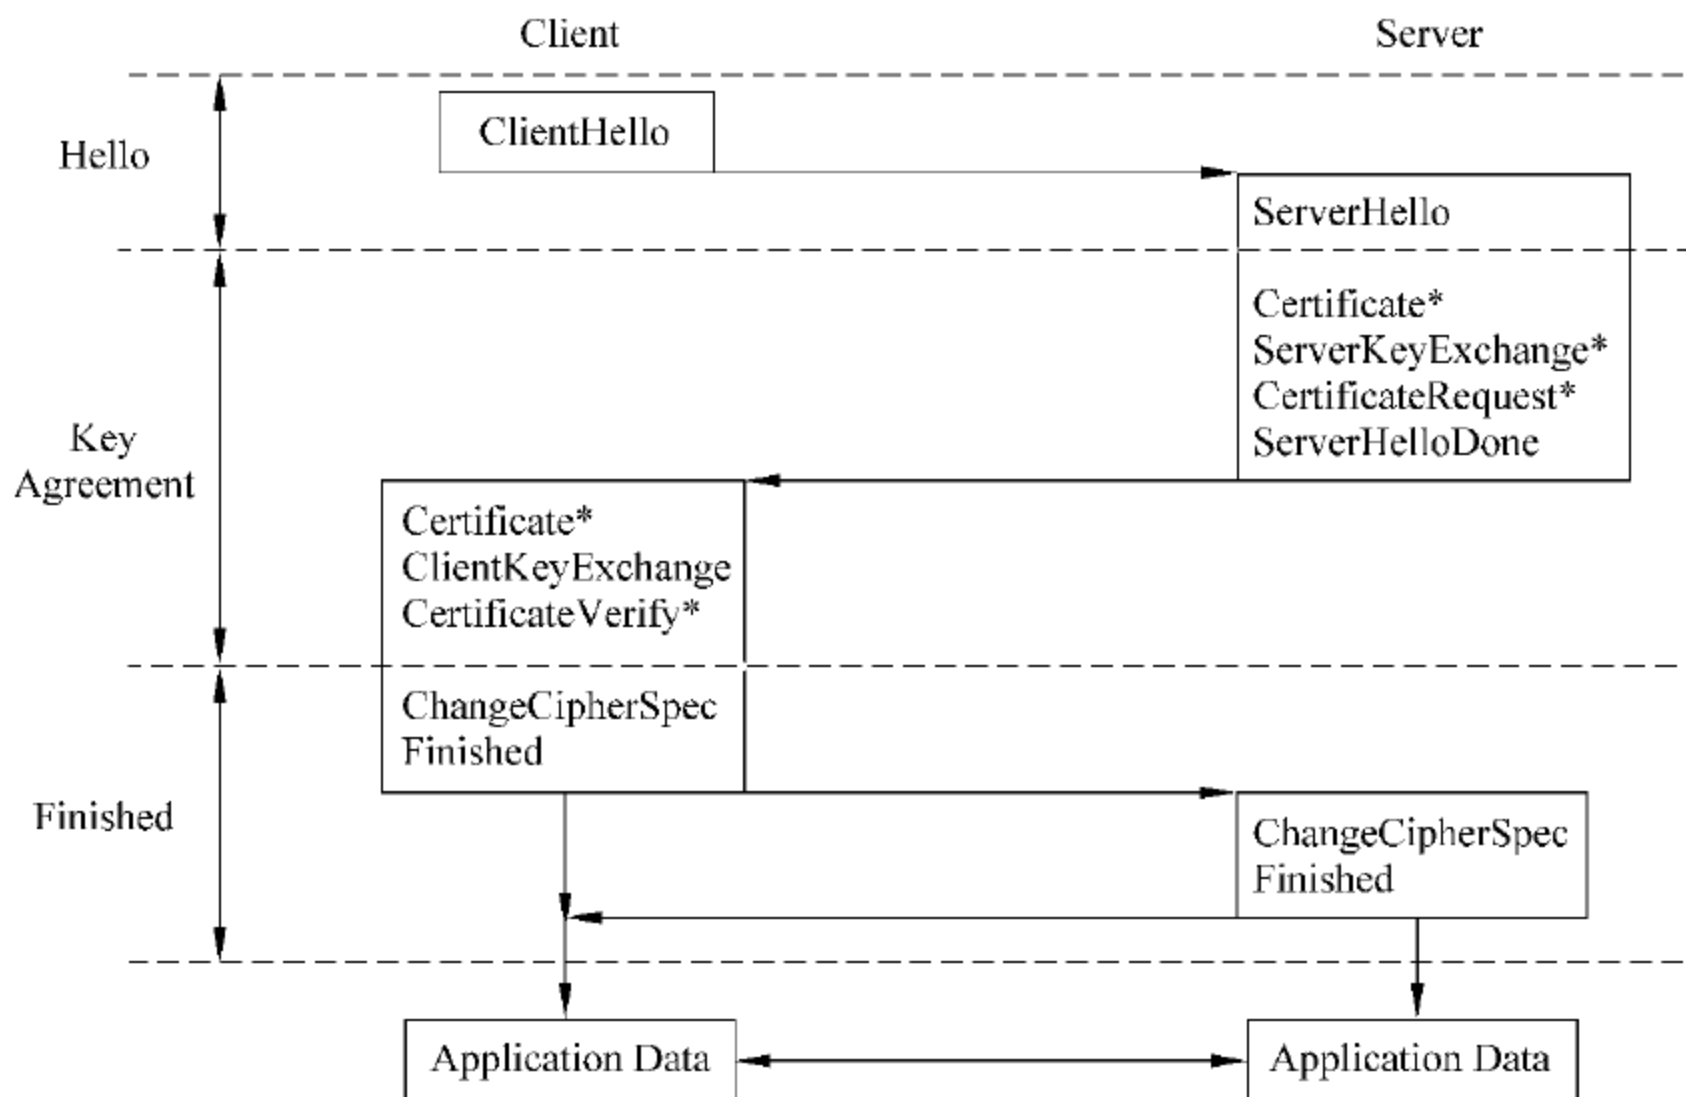 Client
Server
ClientHello
Hello
ServerHello
Certificate*
ServerKeyExchange*
CertificateRequest*
ServerHelloDone
Key
Agreement
Certificate*
ClientKeyExchange
CertificateVerify*
ChangeCipherSpec
Finished
Finished
ChangeCipherSpec
Finished
Application Data
Application Data